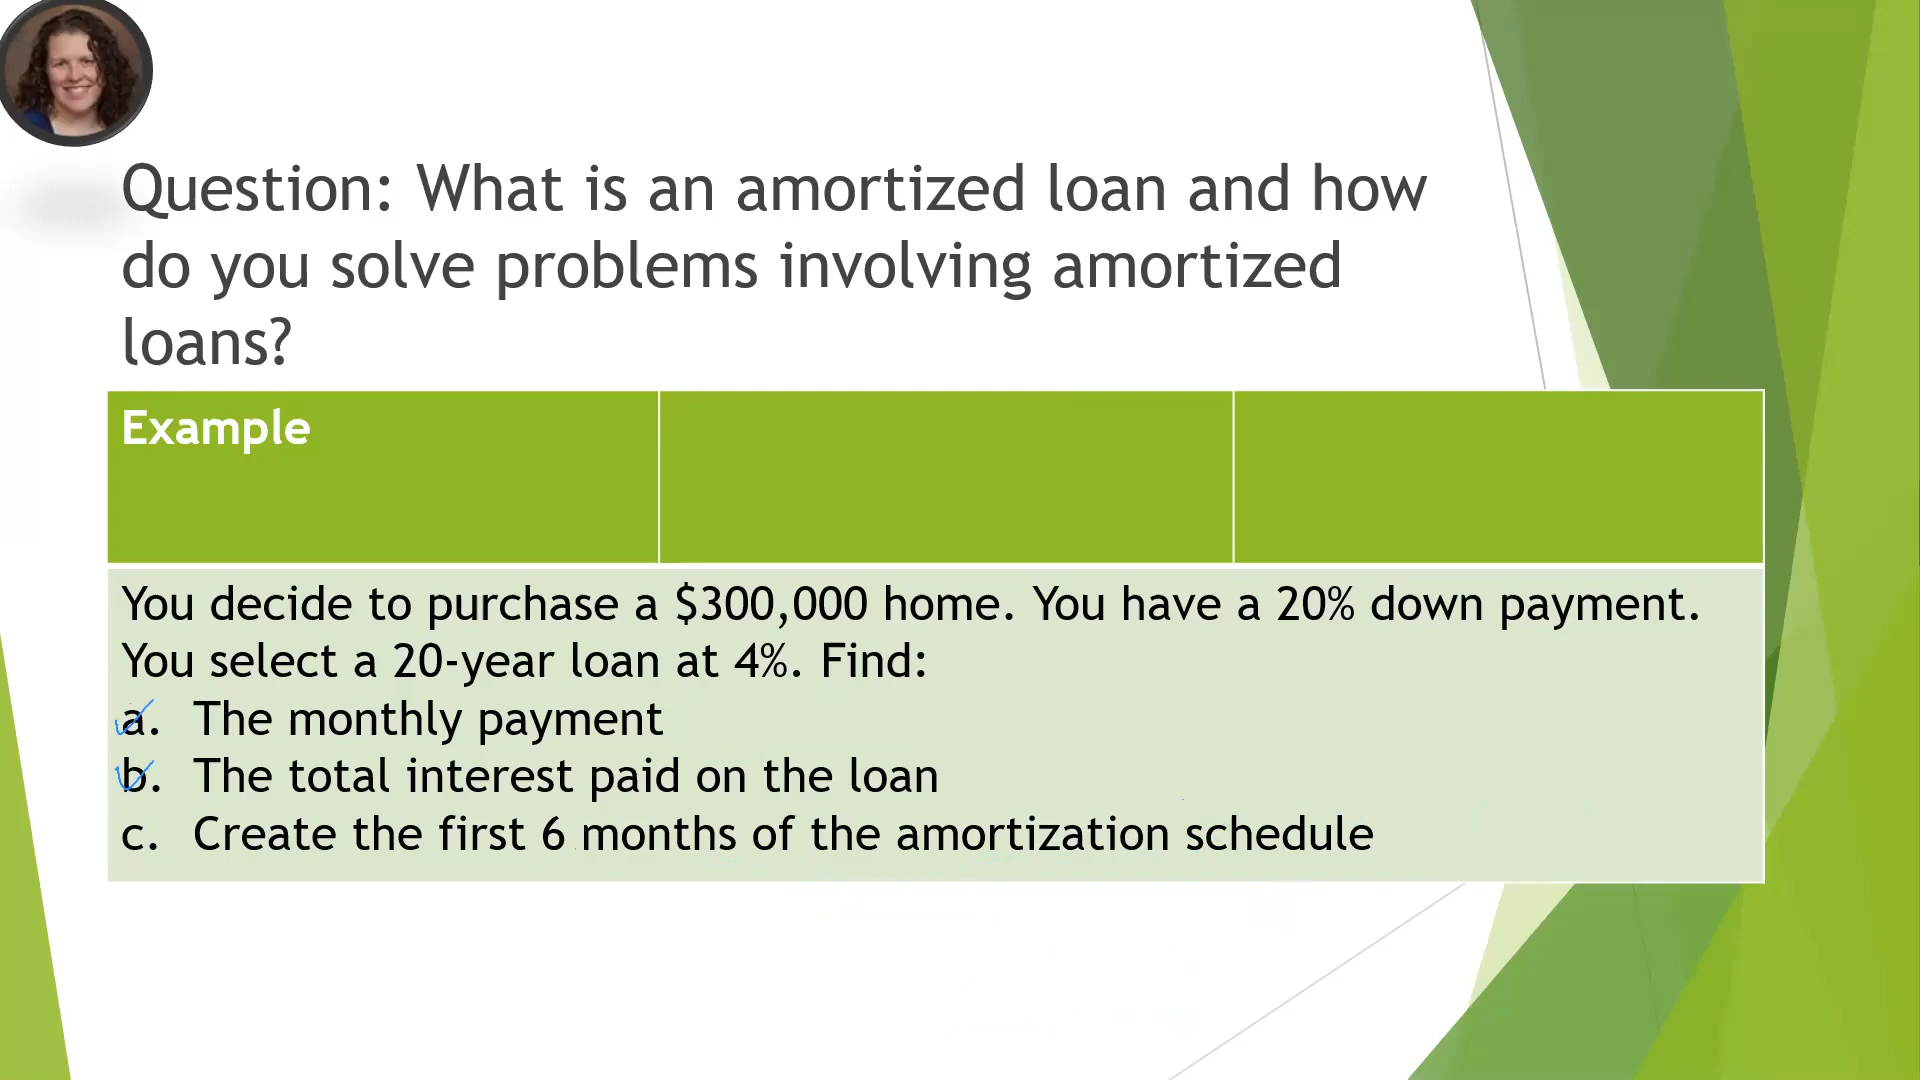 Question: What is an amortized loan and how
do you solve problems involving amortized
loans?
Example
You decide to purchase a $300,000 home. You have a 20% down payment.
You select a 20-year loan at 4%. Find:
a. The monthly payment
b. The total interest paid on the loan
c. Create the first 6 months of the amortization schedule